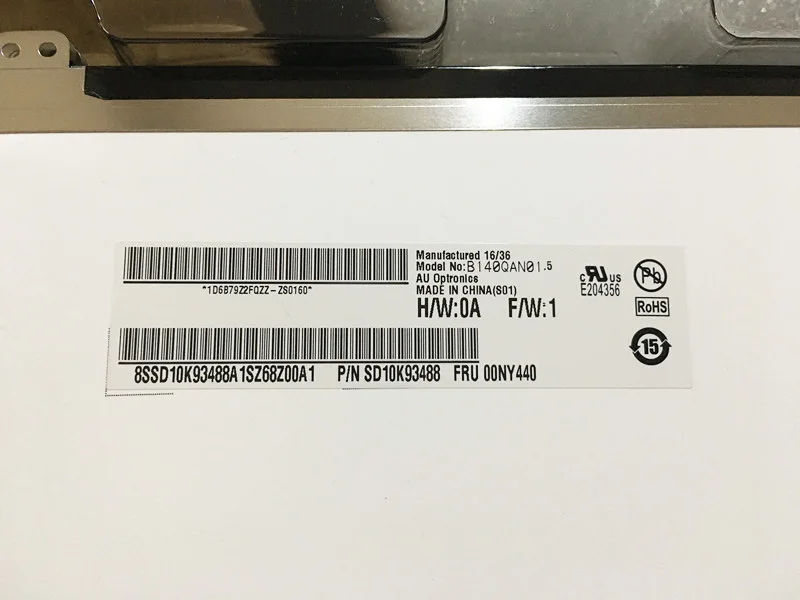 Manufactured 16/36
Model No:B140QAN01.5
AU Optronics
MADE IN CHINA(S01)
H/W:0A F/W:1
*1D6B79Z2FQZZ-ZS0160*
c RU US
E204356
Pb
RoHS
15
8SSD10K93488A1SZ68Z00A1 P/N SD10K93488 FRU 00NY440